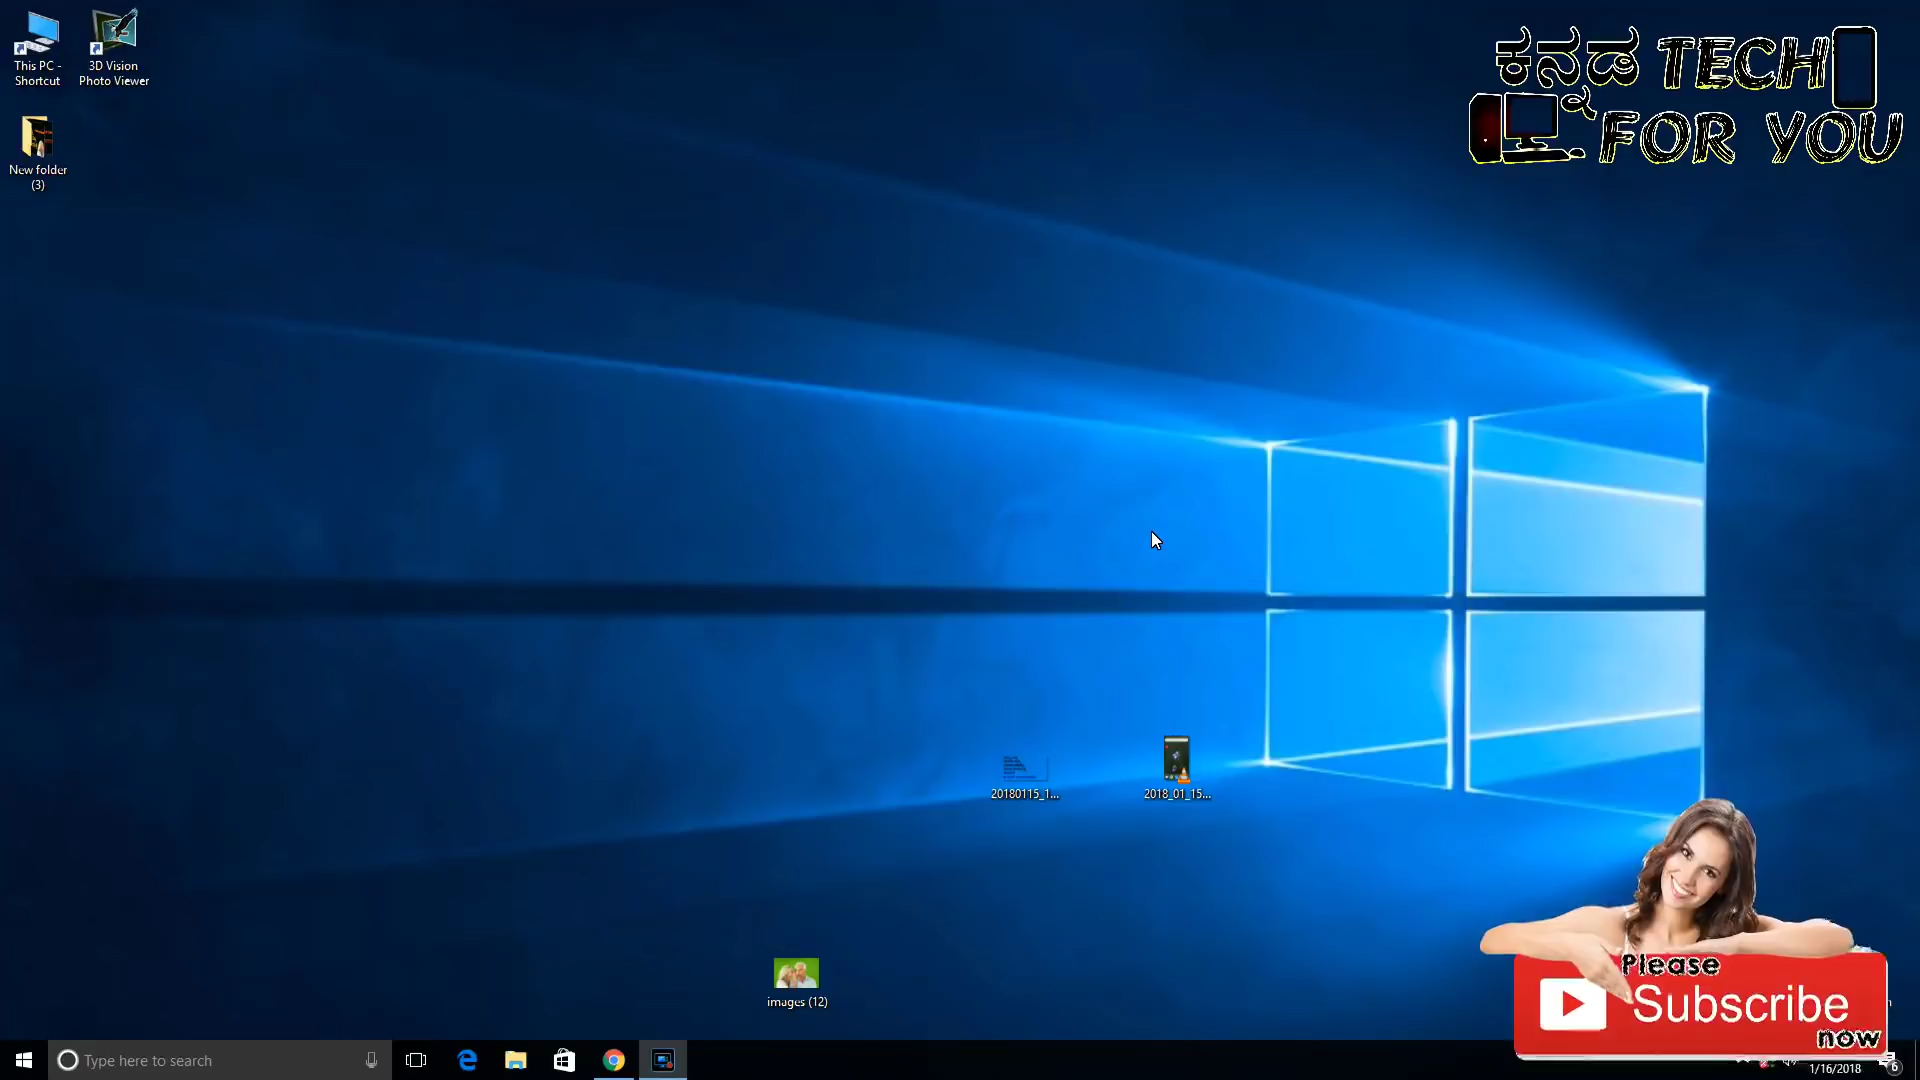 This PC -
Shortcut
3D Vision
Photo Viewer
New folder
(3)
ಕನ್ನಡ TECH
FOR YOU
20180115_1...
2018_01_15...
images (12)
Please
Subscribe
now
Type here to search
1/16/2018
6